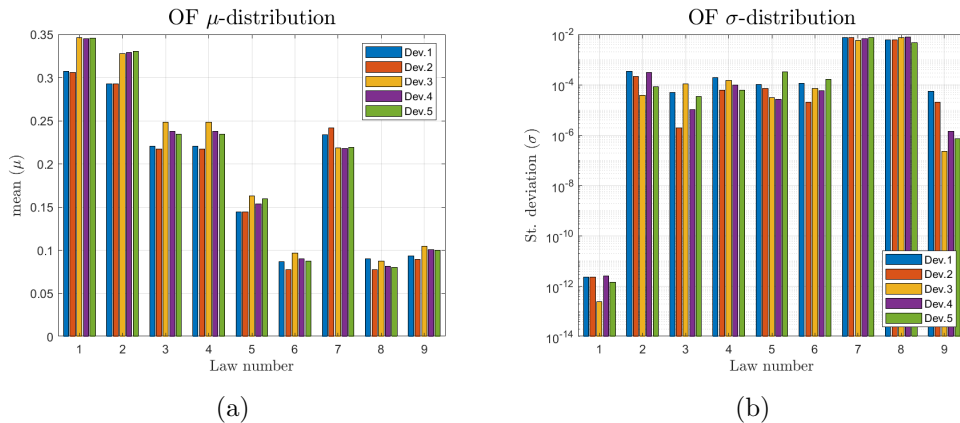 OF μ-distribution
0.35
0.3
0.25
0.2
0.15
0.1
0.05
0
mean (μ)
Dev.1
Dev.2
Dev.3
Dev.4
Dev.5
1 2 3 4 5 6 7 8 9
Law number
(a)
OF σ-distribution
10^-2
10^-4
10^-6
10^-8
10^-10
10^-12
10^-14
St. deviation (σ)
Dev.1
Dev.2
Dev.3
Dev.4
Dev.5
1 2 3 4 5 6 7 8 9
Law number
(b)